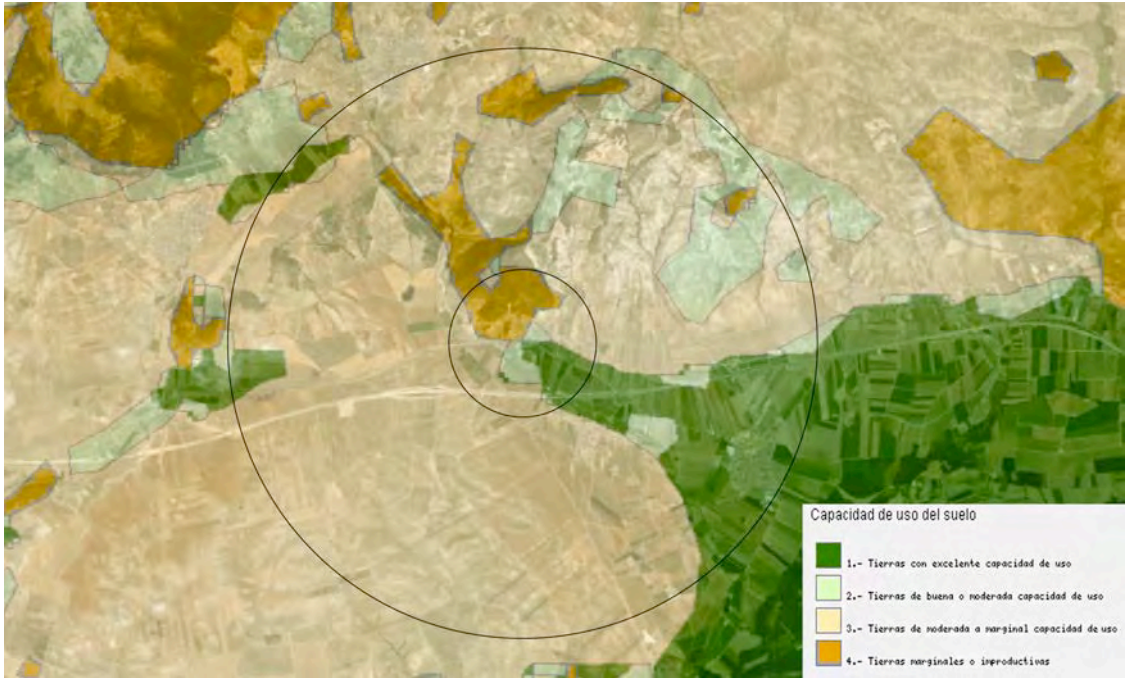 Capacidad de uso del suelo
1.- Tierras con excelente capacidad de uso
2.- Tierras de buena o moderada capacidad de uso
3.- Tierras de moderada a marginal capacidad de uso
4.- Tierras marginales o improductivas